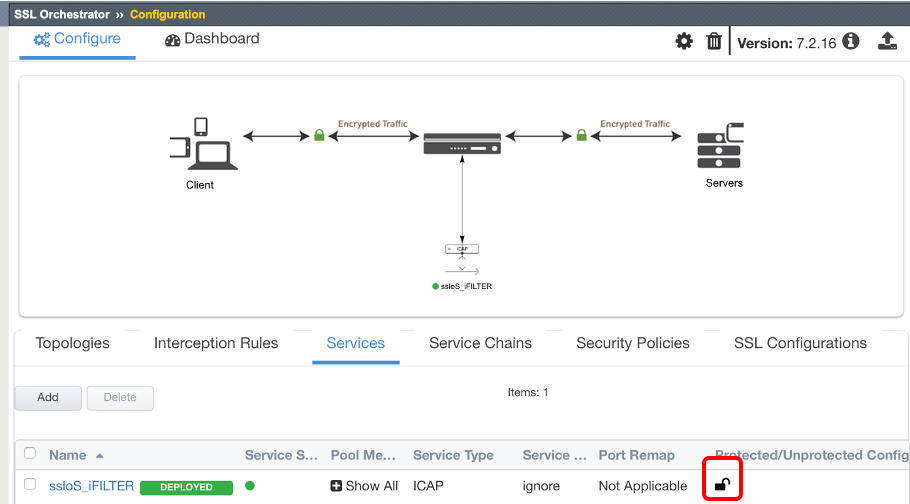 SSL Orchestrator ›› Configuration
Configure Dashboard Version: 7.2.16
Encrypted Traffic Encrypted Traffic
Client Servers
ICAP
ssloS_iFILTER
Topologies Interception Rules Services Service Chains Security Policies SSL Configurations
Add Delete Items: 1
Name Service S... Pool Me... Service Type Service ... Port Remap Protected/Unprotected Config
ssloS_iFILTER DEPLOYED Show All ICAP ignore Not Applicable